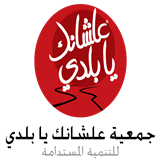 علشانك
يا بلدي
جمعية علشانك يا بلدي
للتنمية المستدامة